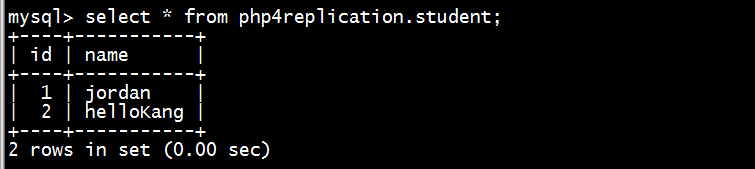 mysql> select * from php4replication.student;
+----+-----------+
| id | name      |
+----+-----------+
|  1 | jordan    |
|  2 | helloKang |
+----+-----------+
2 rows in set (0.00 sec)